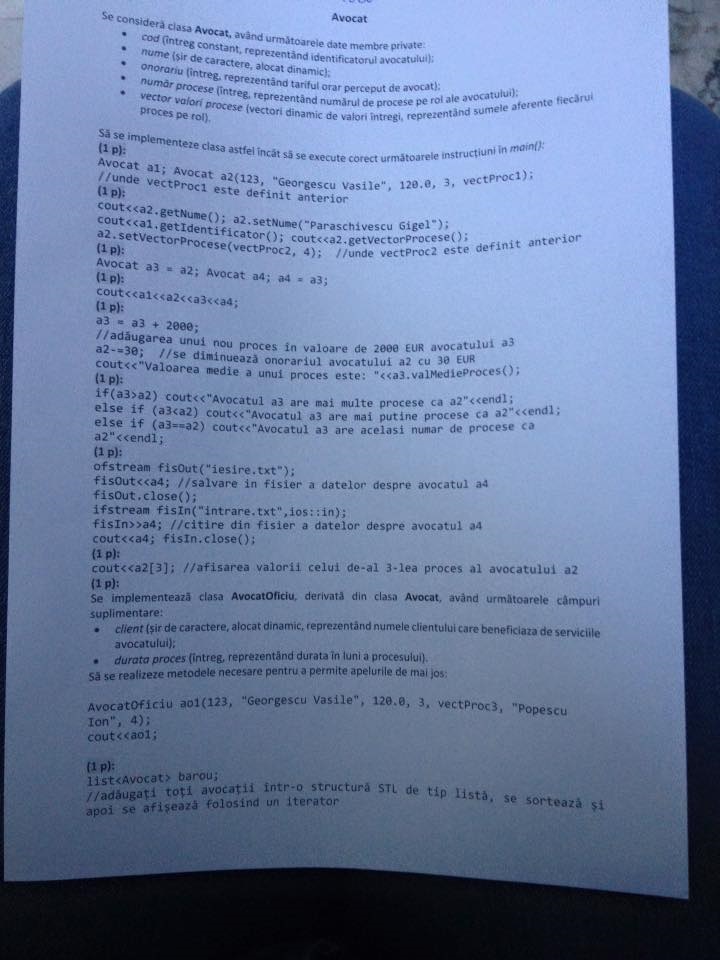 Avocat
Se consideră clasa Avocat, având următoarele date membre private:
• cod (întreg constant, reprezentând identificatorul avocatului);
• nume (șir de caractere, alocat dinamic);
• onorariu (întreg, reprezentând tariful orar perceput de avocat);
• număr procese (întreg, reprezentând numărul de procese pe rol ale avocatului);
• vector valori procese (vectori dinamic de valori întregi, reprezentând sumele aferente fiecărui
proces pe rol).
Să se implementeze clasa astfel încât să se execute corect următoarele instrucțiuni în main():
(1 p):
Avocat a1; Avocat a2(123, "Georgescu Vasile", 120.0, 3, vectProc1);
//unde vectProc1 este definit anterior
(1 p):
cout<<a2.getNume(); a2.setNume("Paraschivescu Gigel");
cout<<a1.getIdentificator(); cout<<a2.getVectorProcese();
a2.setVectorProcese(vectProc2, 4); //unde vectProc2 este definit anterior
(1 p):
Avocat a3 = a2; Avocat a4; a4 = a3;
(1 p):
cout<<a1<<a2<<a3<<a4;
(1 p):
a3 = a3 + 2000;
//adăugarea unui nou proces în valoare de 2000 EUR avocatului a3
a2-=30; //se diminuează onorariul avocatului a2 cu 30 EUR
cout<<"Valoarea medie a unui proces este: "<<a3.valMedieProces();
(1 p):
if(a3>a2) cout<<"Avocatul a3 are mai multe procese ca a2"<<endl;
else if (a3<a2) cout<<"Avocatul a3 are mai putine procese ca a2"<<endl;
else if (a3==a2) cout<<"Avocatul a3 are acelasi numar de procese ca
a2"<<endl;
(1 p):
ofstream fisOut("iesire.txt");
fisOut<<a4; //salvare in fisier a datelor despre avocatul a4
fisOut.close();
ifstream fisIn("intrare.txt",ios::in);
fisIn>>a4; //citire din fisier a datelor despre avocatul a4
cout<<a4; fisIn.close();
(1 p):
cout<<a2[3]; //afisarea valorii celui de-al 3-lea proces al avocatului a2
(1 p):
Se implementează clasa AvocatOficiu, derivată din clasa Avocat, având următoarele câmpuri
suplimentare:
• client (șir de caractere, alocat dinamic, reprezentând numele clientului care beneficiaza de serviciile
avocatului);
• durata proces (întreg, reprezentând durata în luni a procesului).
Să se realizeze metodele necesare pentru a permite apelurile de mai jos:
AvocatOficiu ao1(123, "Georgescu Vasile", 120.0, 3, vectProc3, "Popescu
Ion", 4);
cout<<ao1;
(1 p):
list<Avocat> barou;
//adăugați toți avocații într-o structură STL de tip listă, se sortează și
apoi se afișează folosind un iterator